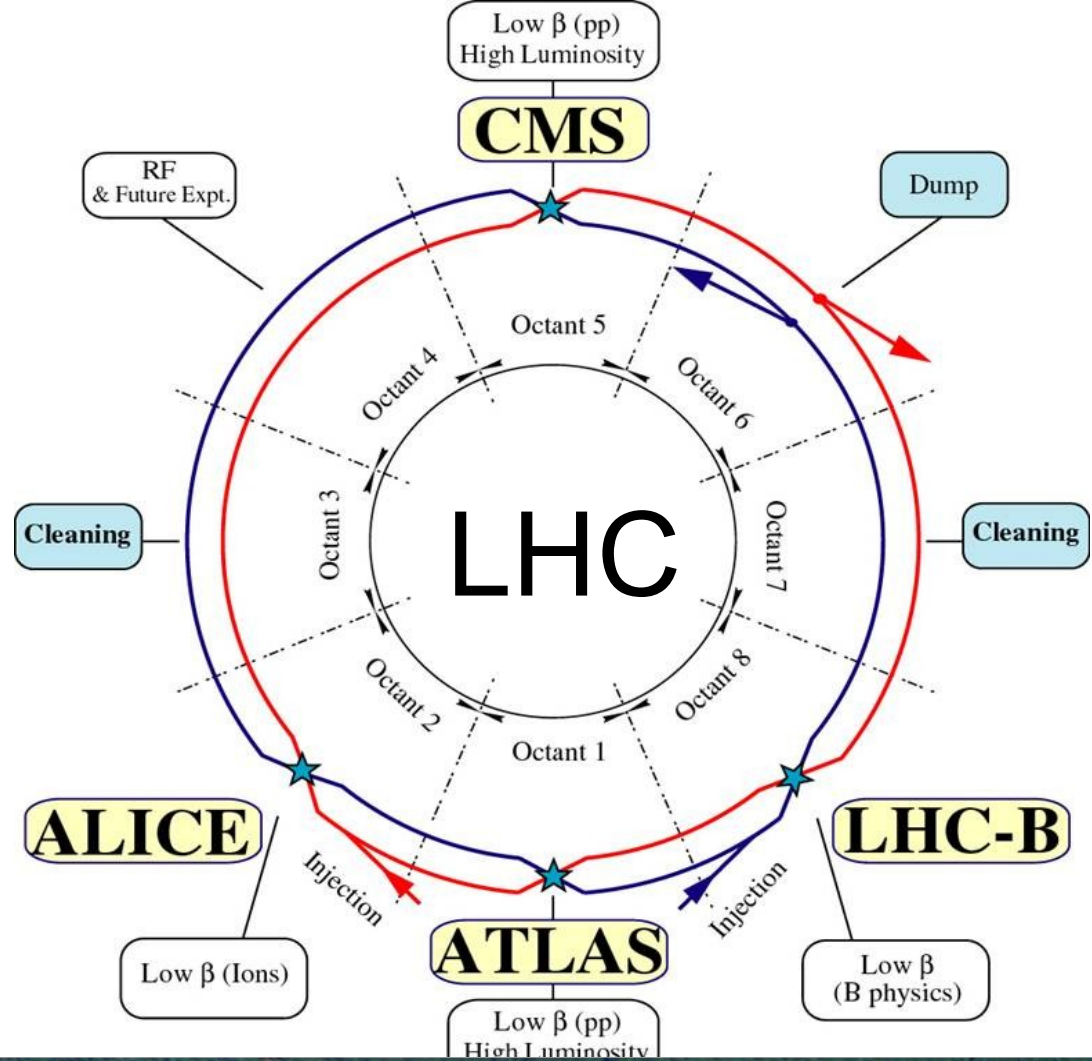 Low β (pp)
High Luminosity
CMS
RF
& Future Expt.
Dump
Octant 5
Octant 4
Octant 6
Cleaning
Octant 3
LHC
Octant 7
Cleaning
Octant 2
Octant 8
Octant 1
ALICE
LHC-B
Injection
Injection
ATLAS
Low β (Ions)
Low β
(B physics)
Low β (pp)
High Luminosity